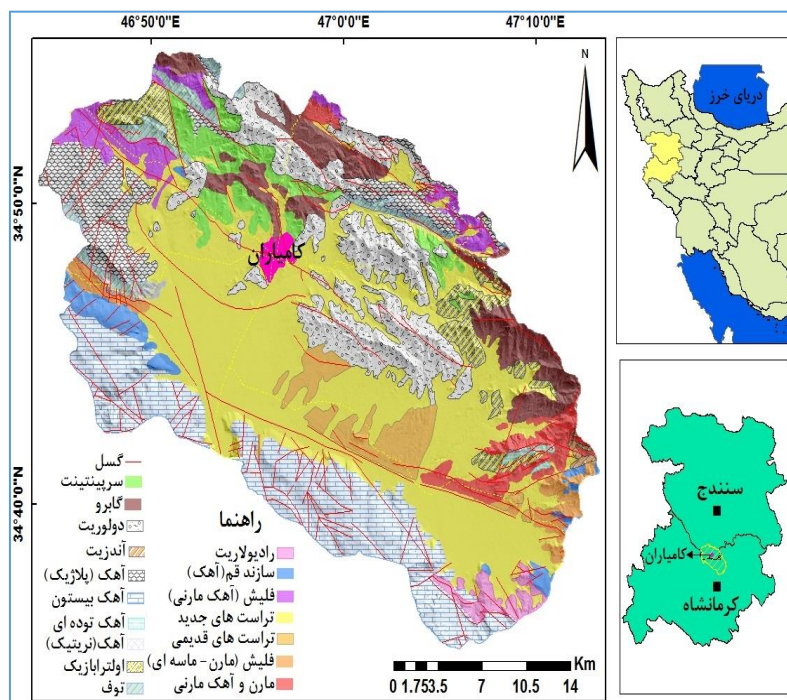 46°50'0"E 47°0'0"E 47°10'0"E
34°50'0"N
34°40'0"N
N
کامیاران
دریای خرز
سنندج
کامیاران
کرمانشاه
راهنما
گسل
سرپینتینت
گابرو
دولوریت
آندزیت
آهک (پلاژیک)
آهک بیستون
آهک توده ای
آهک(نریتیک)
اولترابازیک
توف
رادیولاریت
سازند قم(آهک)
فلیش (آهک مارنی)
تراست های جدید
تراست های قدیمی
فلیش (مارن - ماسه ای)
مارن و آهک مارنی
Km
0 1.753.5 7 10.5 14